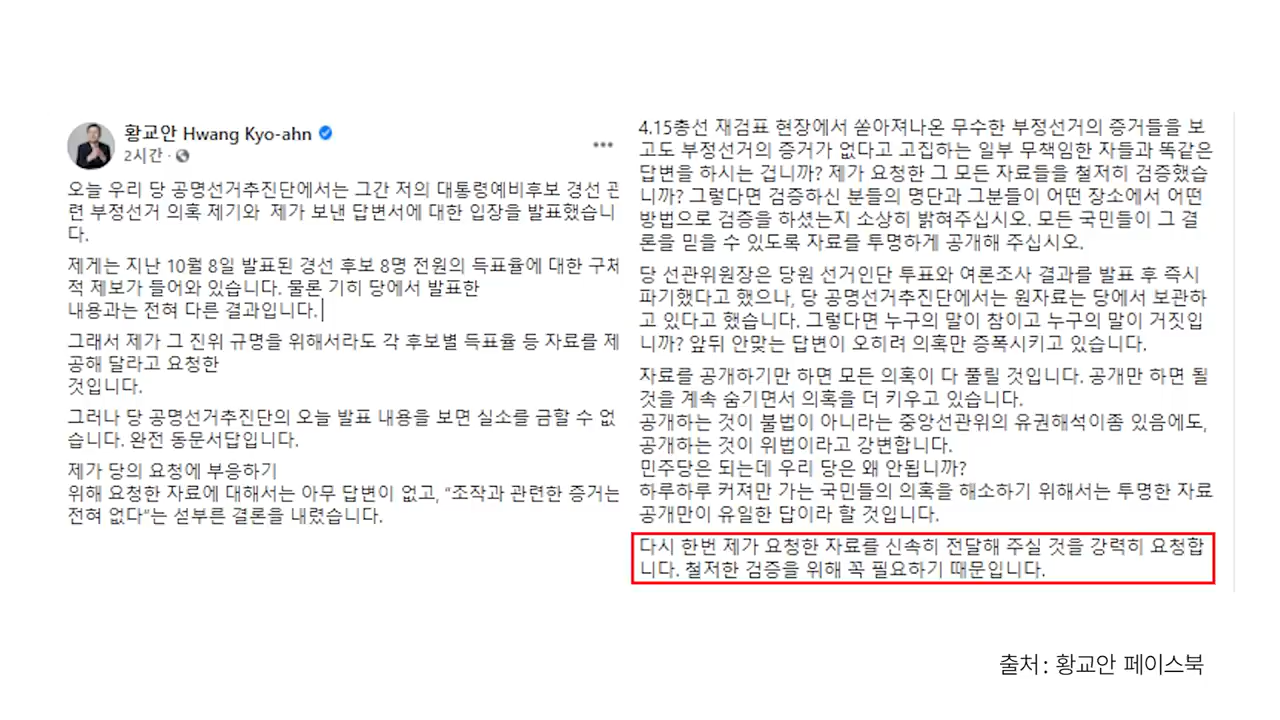 황교안 Hwang Kyo-ahn
2시간
오늘 우리 당 공명선거추진단에서는 그간 저의 대통령예비후보 경선 관
련 부정선거 의혹 제기와 제가 보낸 답변서에 대한 입장을 발표했습니
다.
제게는 지난 10월 8일 발표된 경선 후보 8명 전원의 득표율에 대한 구체
적 제보가 들어와 있습니다. 물론 기히 당에서 발표한
내용과는 전혀 다른 결과입니다.
그래서 제가 그 진위 규명을 위해서라도 각 후보별 득표율 등 자료를 제
공해 달라고 요청한
것입니다.
그러나 당 공명선거추진단의 오늘 발표 내용을 보면 실소를 금할 수 없
습니다. 완전 동문서답입니다.
제가 당의 요청에 부응하기
위해 요청한 자료에 대해서는 아무 답변이 없고, "조작과 관련한 증거는
전혀 없다"는 섣부른 결론을 내렸습니다.
4.15총선 재검표 현장에서 쏟아져나온 무수한 부정선거의 증거들을 보
고도 부정선거의 증거가 없다고 고집하는 일부 무책임한 자들과 똑같은
답변을 하시는 겁니까? 제가 요청한 그 모든 자료들을 철저히 검증했습
니까? 그렇다면 검증하신 분들의 명단과 그분들이 어떤 장소에서 어떤
방법으로 검증을 하셨는지 소상히 밝혀주십시오. 모든 국민들이 그 결
론을 믿을 수 있도록 자료를 투명하게 공개해 주십시오.
당 선관위원장은 당원 선거인단 투표와 여론조사 결과를 발표 후 즉시
파기했다고 했으나, 당 공명선거추진단에서는 원자료는 당에서 보관하
고 있다고 했습니다. 그렇다면 누구의 말이 참이고 누구의 말이 거짓입
니까? 앞뒤 안맞는 답변이 오히려 의혹만 증폭시키고 있습니다.
자료를 공개하기만 하면 모든 의혹이 다 풀릴 것입니다. 공개만 하면 될
것을 계속 숨기면서 의혹을 더 키우고 있습니다.
공개하는 것이 불법이 아니라는 중앙선관위의 유권해석이좀 있음에도,
공개하는 것이 위법이라고 강변합니다.
민주당은 되는데 우리 당은 왜 안됩니까?
하루하루 커져만 가는 국민들의 의혹을 해소하기 위해서는 투명한 자료
공개만이 유일한 답이라 할 것입니다.
다시 한번 제가 요청한 자료를 신속히 전달해 주실 것을 강력히 요청합
니다. 철저한 검증을 위해 꼭 필요하기 때문입니다.
출처 : 황교안 페이스북